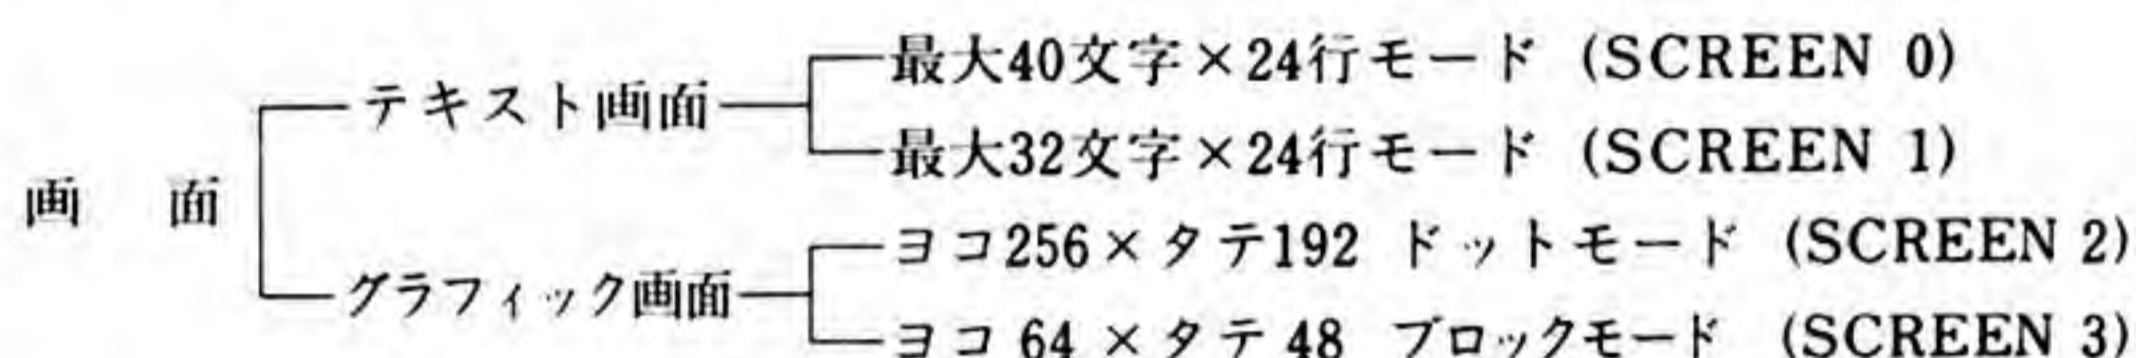 最大40文字×24行モード (SCREEN 0)
テキスト画面
最大32文字×24行モード (SCREEN 1)
画 面
ヨコ256×タテ192 ドットモード (SCREEN 2)
グラフィック画面
ヨコ 64 ×タテ 48 ブロックモード (SCREEN 3)